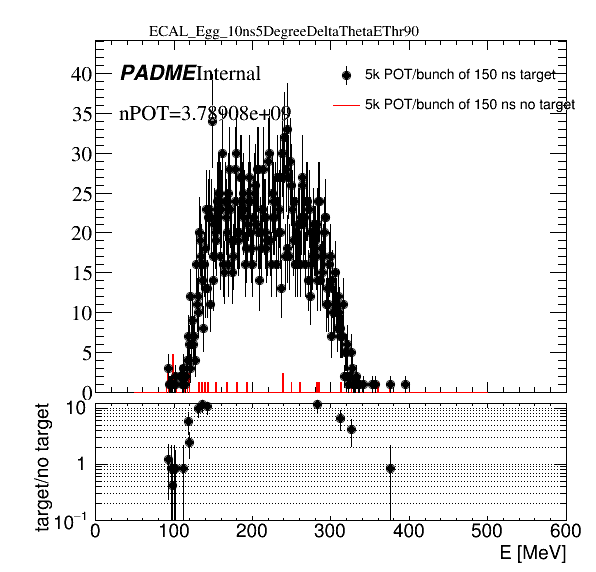 ECAL_Egg_10ns5DegreeDeltaThetaEThr90
PADME Internal
5k POT/bunch of 150 ns target
nPOT=3.78908e+09
5k POT/bunch of 150 ns no target
40
35
30
25
20
15
10
5
0
target/no target
10
1
10⁻¹
0 100 200 300 400 500 600
E [MeV]